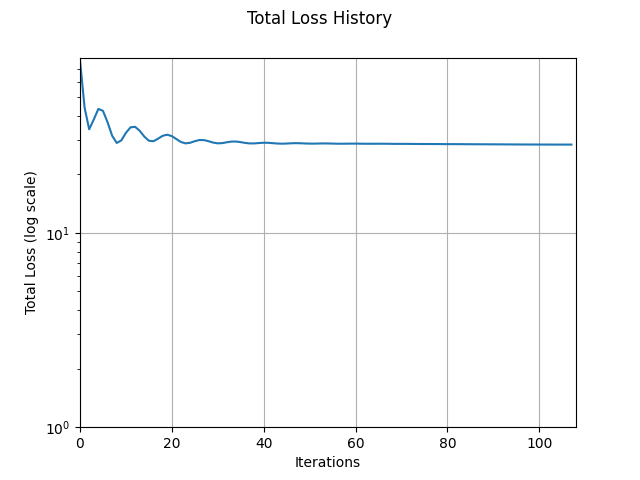 Total Loss History
Total Loss (log scale)
10¹
10⁰
0 20 40 60 80 100
Iterations